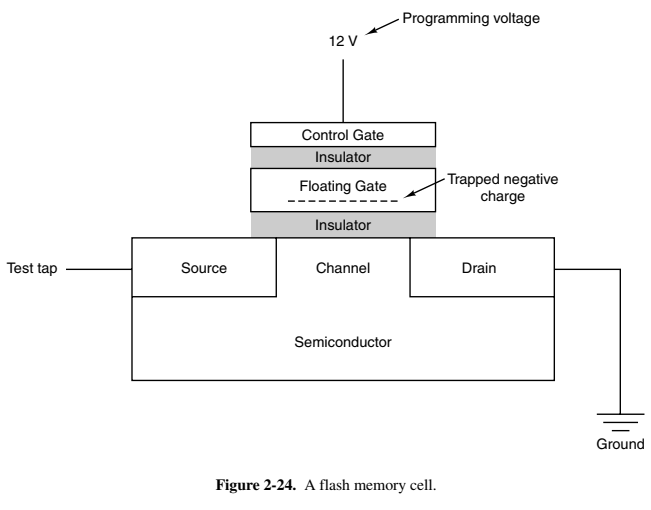 Programming voltage
12 V
Control Gate
Insulator
Floating Gate
Trapped negative
charge
Insulator
Test tap
Source
Channel
Drain
Semiconductor
Ground
Figure 2-24. A flash memory cell.